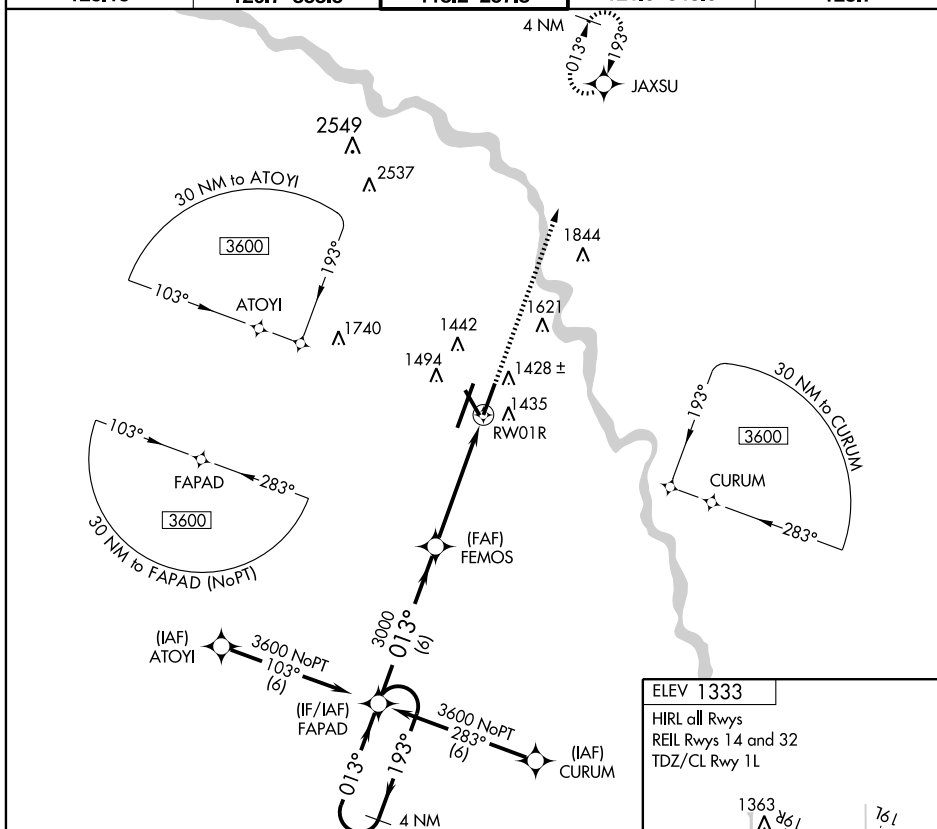 4 NM
013°
193°
JAXSU
2549
2537
30 NM to ATOYI
3600
193°
103°
ATOYI
1844
1740
1442
1621
1494
1428 ±
1435
RW01R
30 NM to CURUM
193°
3600
CURUM
283°
103°
FAPAD
283°
3600
30 NM to FAPAD (NoPT)
(FAF)
FEMOS
3000
013°
(6)
(IAF)
ATOYI
3600 NoPT
103°
(6)
(IF/IAF)
FAPAD
3600 NoPT
283°
(6)
(IAF)
CURUM
013°
193°
4 NM
ELEV 1333
HIRL all Rwys
REIL Rwys 14 and 32
TDZ/CL Rwy 1L
1363
19R
19L